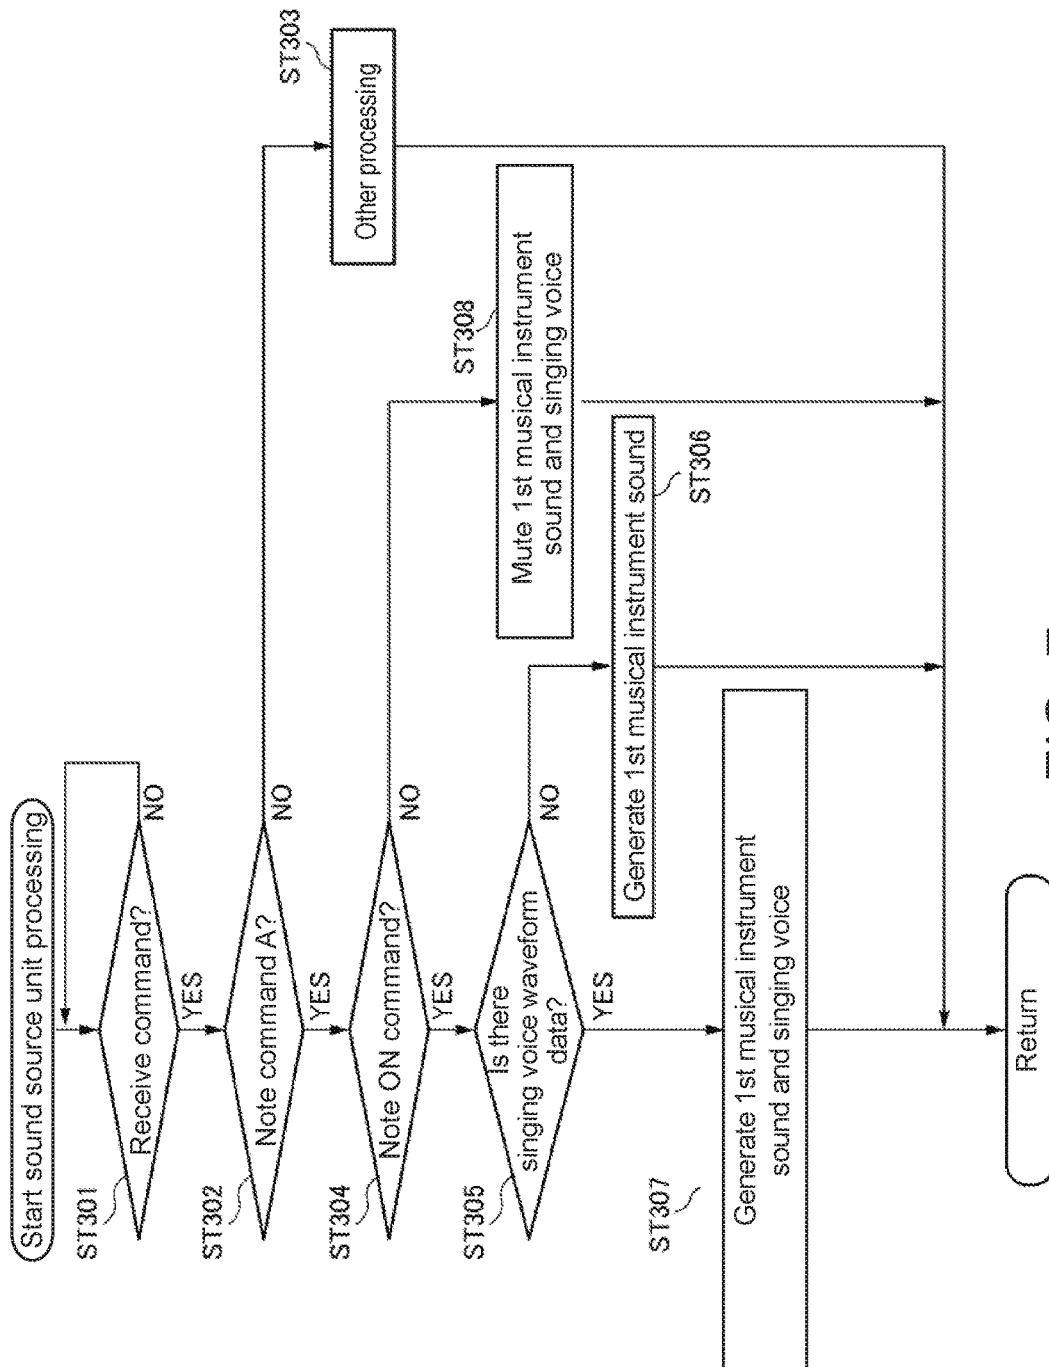 Start sound source unit processing
ST301
Receive command?
NO
YES
ST302
Note command A?
NO
YES
ST303
Other processing
ST304
Note ON command?
NO
YES
ST308
Mute 1st musical instrument
sound and singing voice
ST305
Is there
singing voice waveform
data?
NO
YES
Generate 1st musical instrument sound
ST306
ST307
Generate 1st musical instrument
sound and singing voice
Return